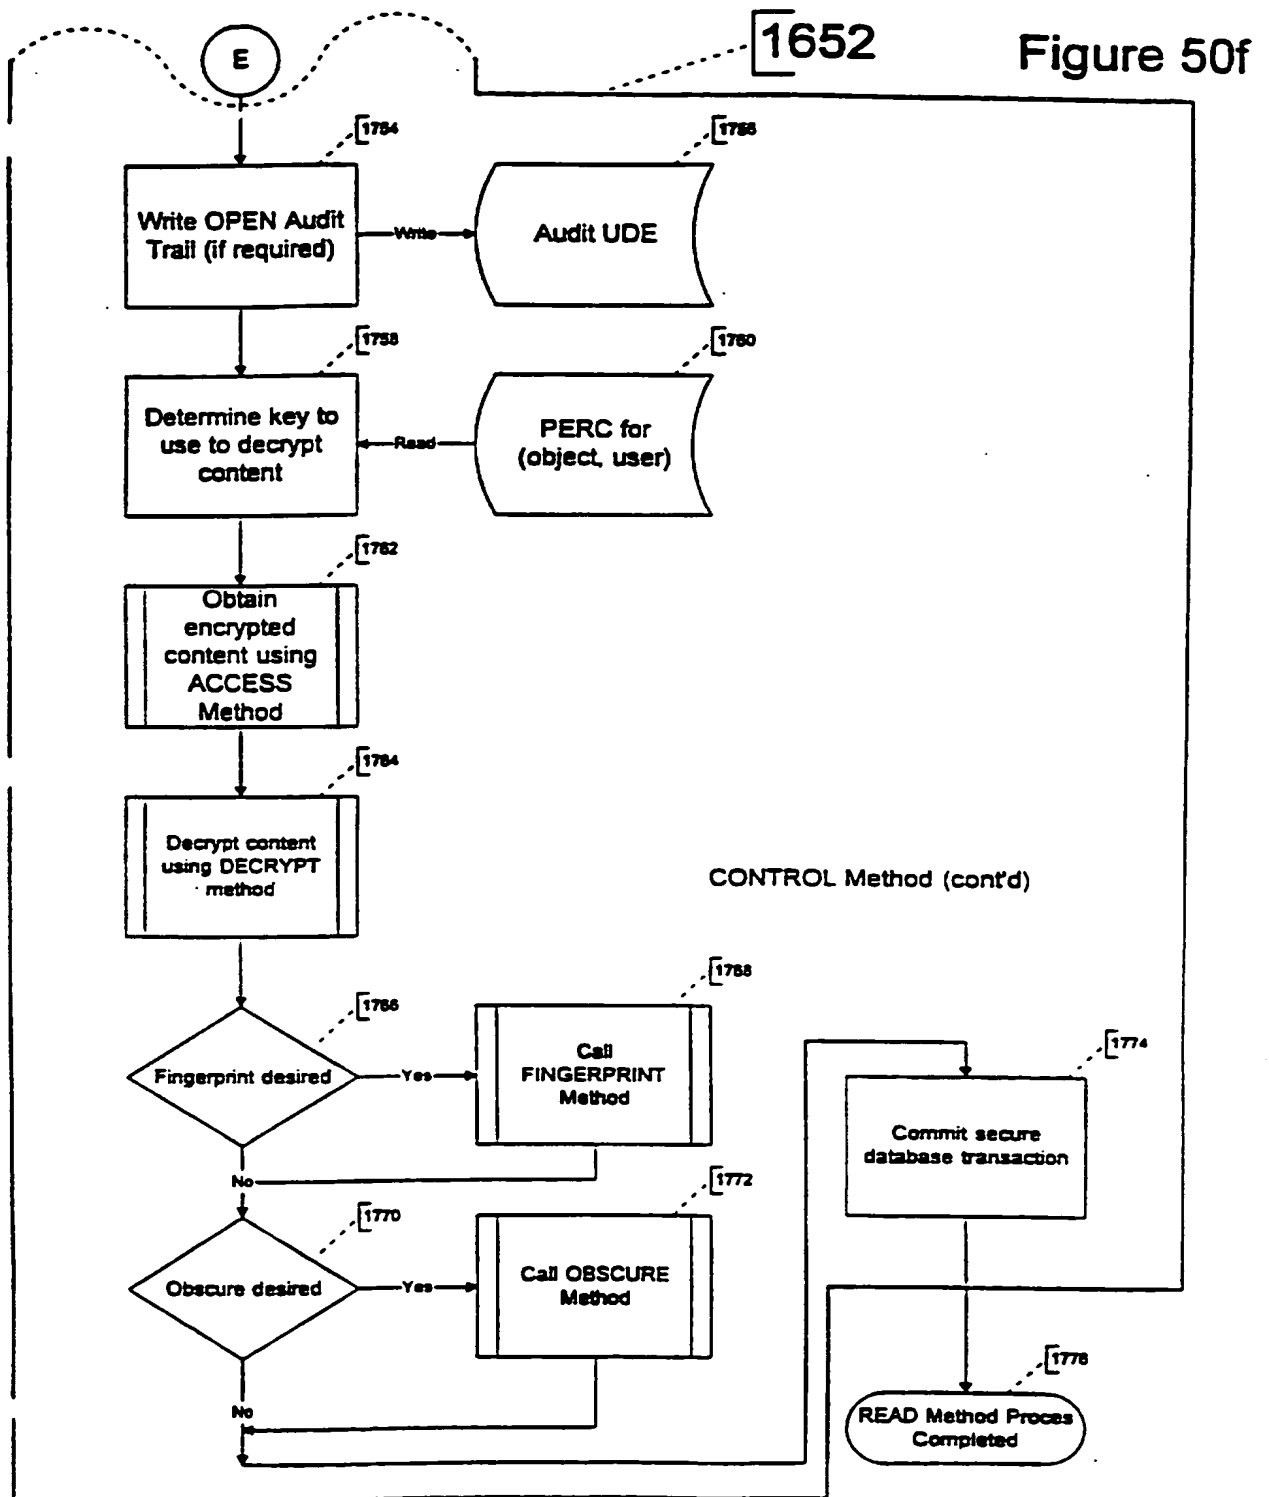 1652
Figure 50f
E
1754
1756
Write OPEN Audit
Trail (if required)
Write
Audit UDE
1758
1760
Determine key to
use to decrypt
content
Read
PERC for
(object, user)
1762
Obtain
encrypted
content using
ACCESS
Method
1764
Decrypt content
using DECRYPT
method
CONTROL Method (cont'd)
1766
1768
Fingerprint desired
Yes
Call
FINGERPRINT
Method
1774
Commit secure
database transaction
No
1770
1772
Obscure desired
Yes
Call OBSCURE
Method
No
1776
READ Method Proces
Completed